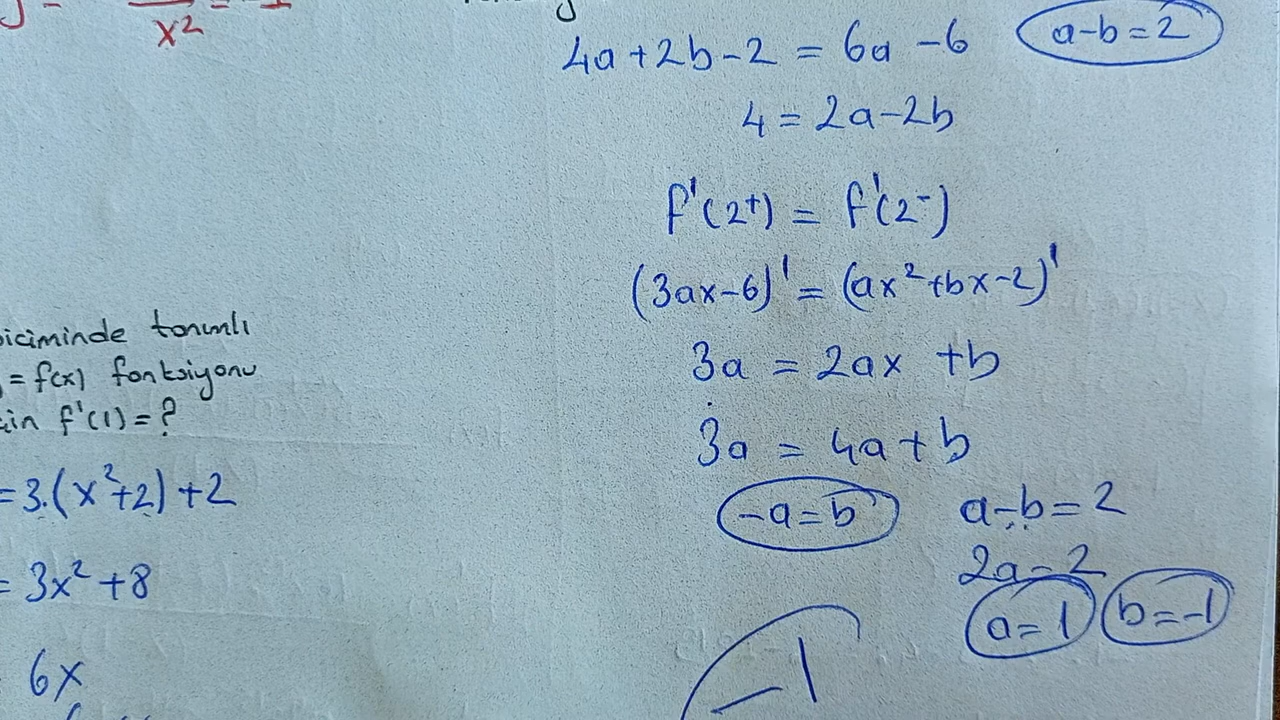 x² = -1
4a+2b-2 = 6a -6
a-b=2
4 = 2a-2b
f'(2⁺) = f'(2⁻)
(3ax-6)' = (ax²+bx-2)'
3a = 2ax +b
3a = 4a+b
-a=b
a-b=2
2a=2
a=1 b=-1
-1
biçiminde tanımlı
= f(x) fonksiyonu
f'(1)=?
=3.(x²+2)+2
= 3x²+8
6x